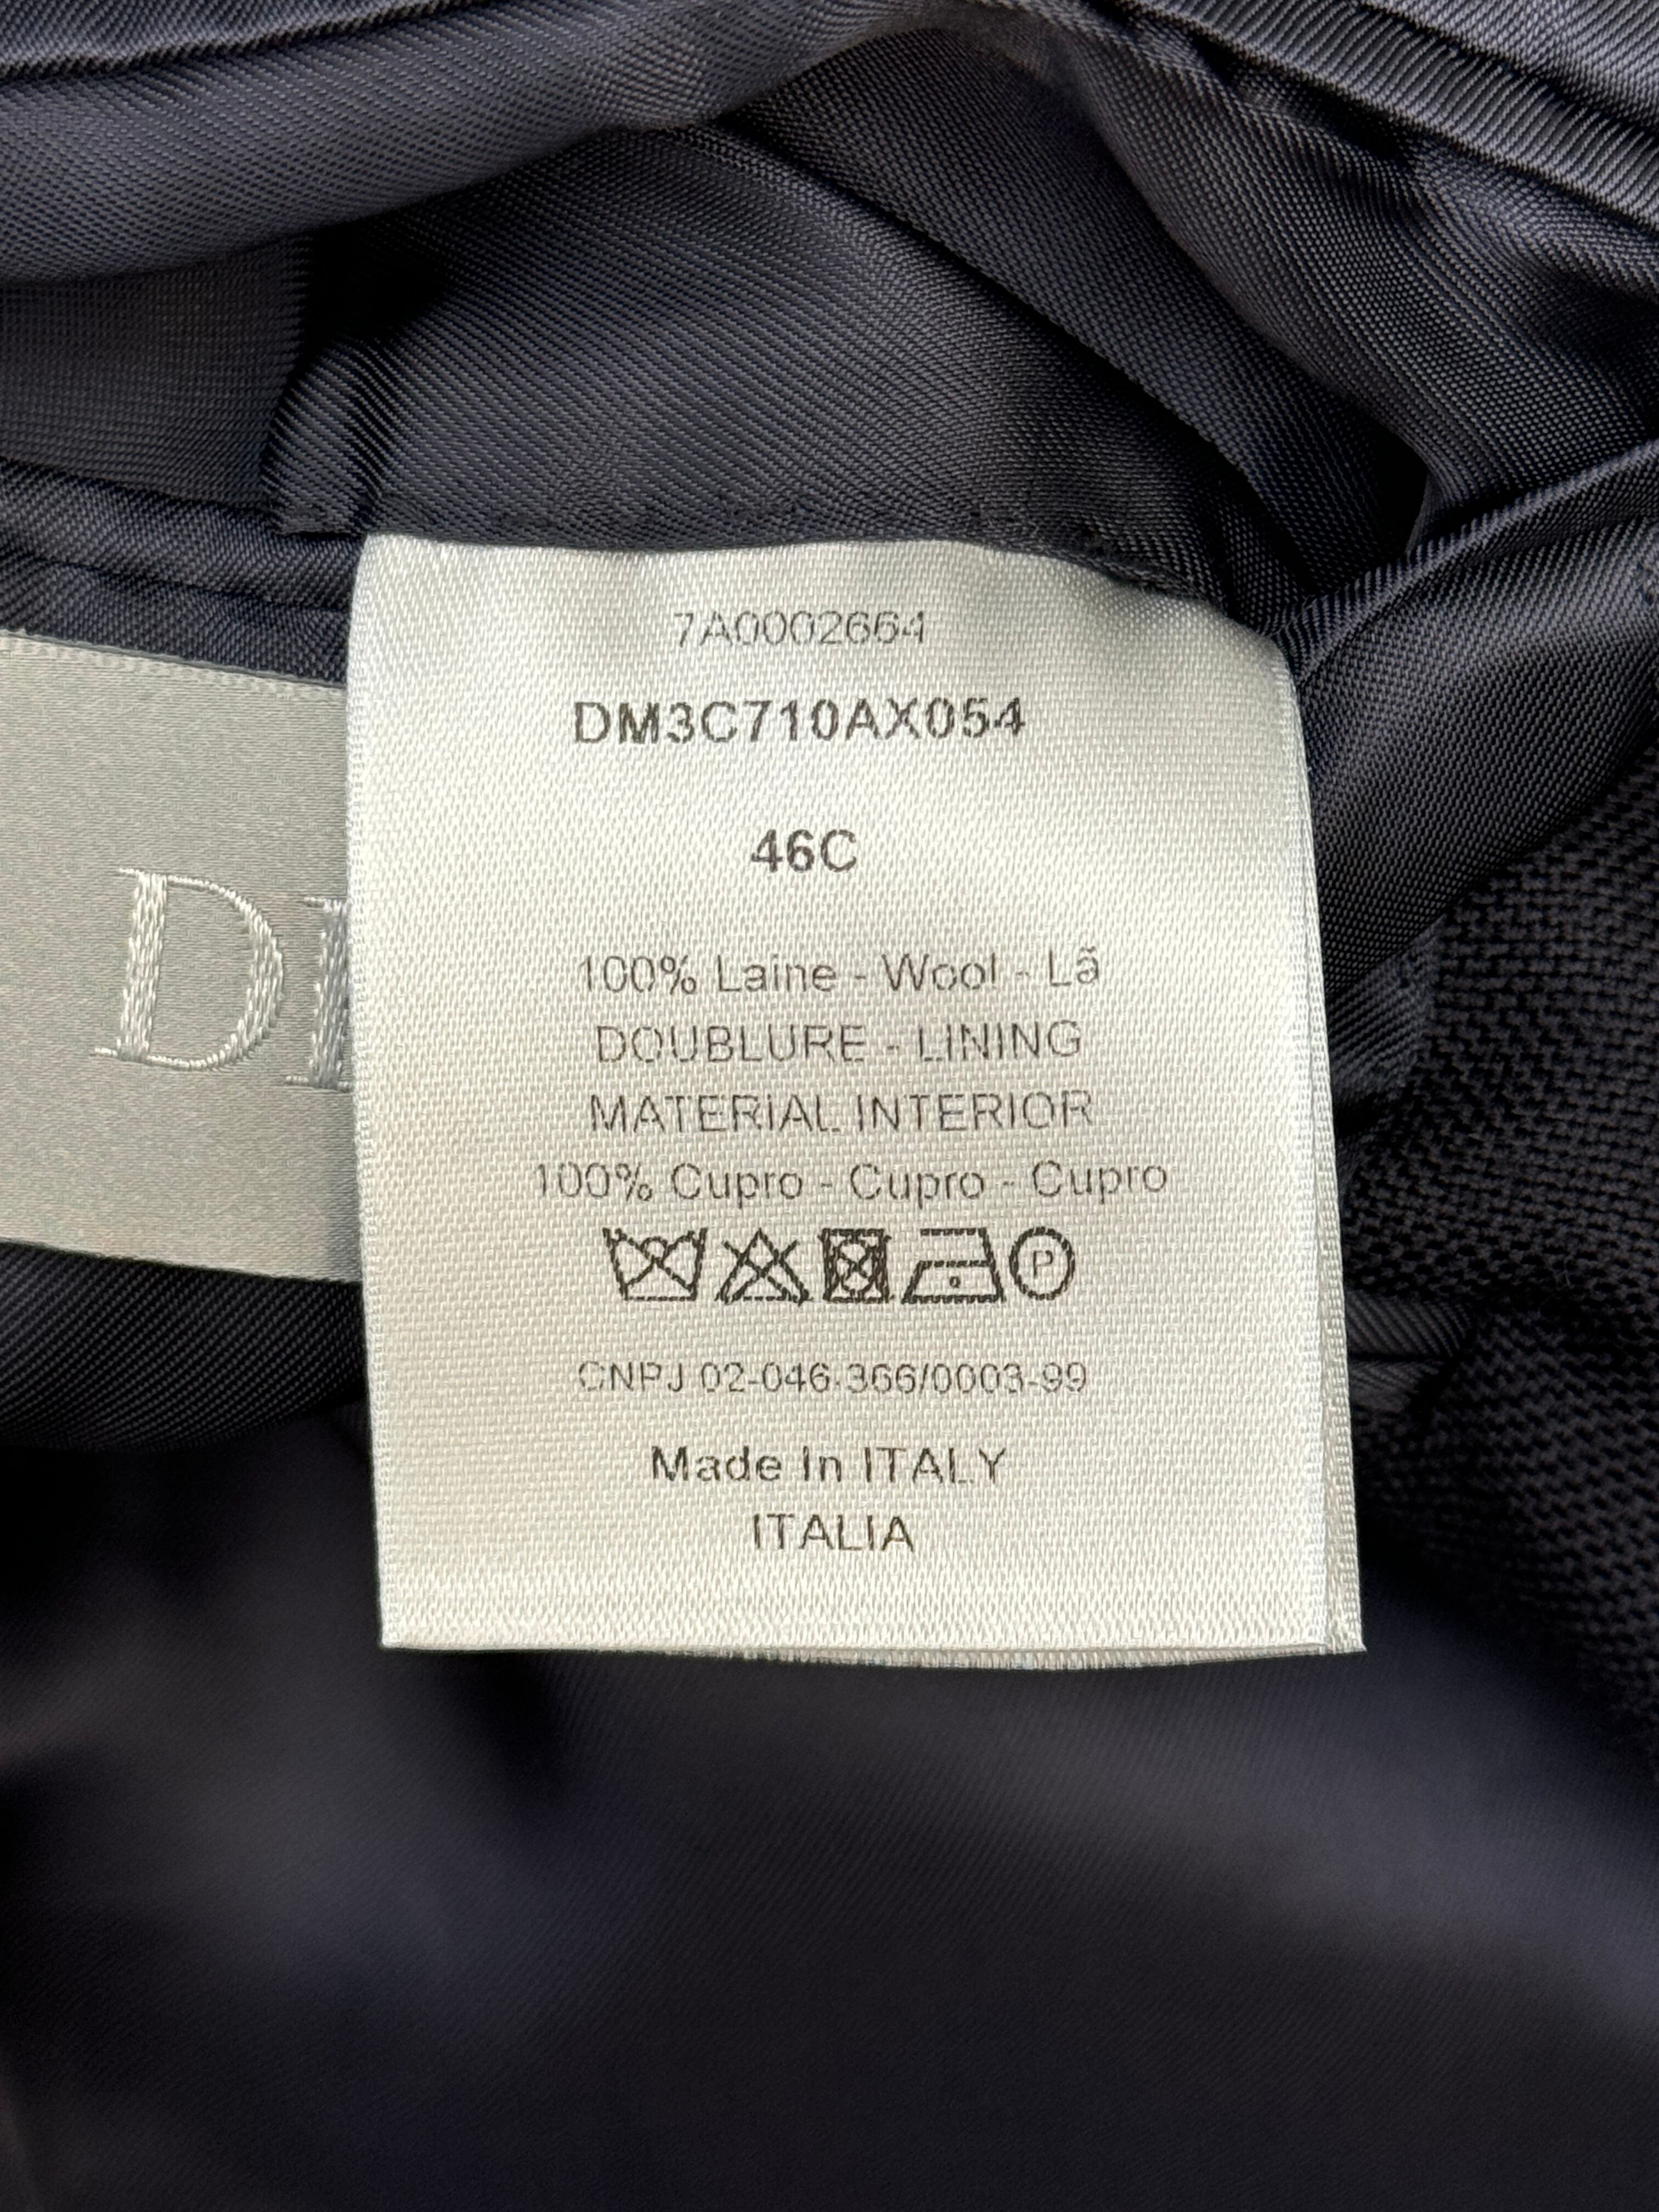 7A0002664
DM3C710AX054
46C
100% Laine - Wool - Lã
DOUBLURE - LINING
MATERIAL INTERIOR
100% Cupro - Cupro - Cupro
P
CNPJ 02-046-366/0003-99
Made in ITALY
ITALIA